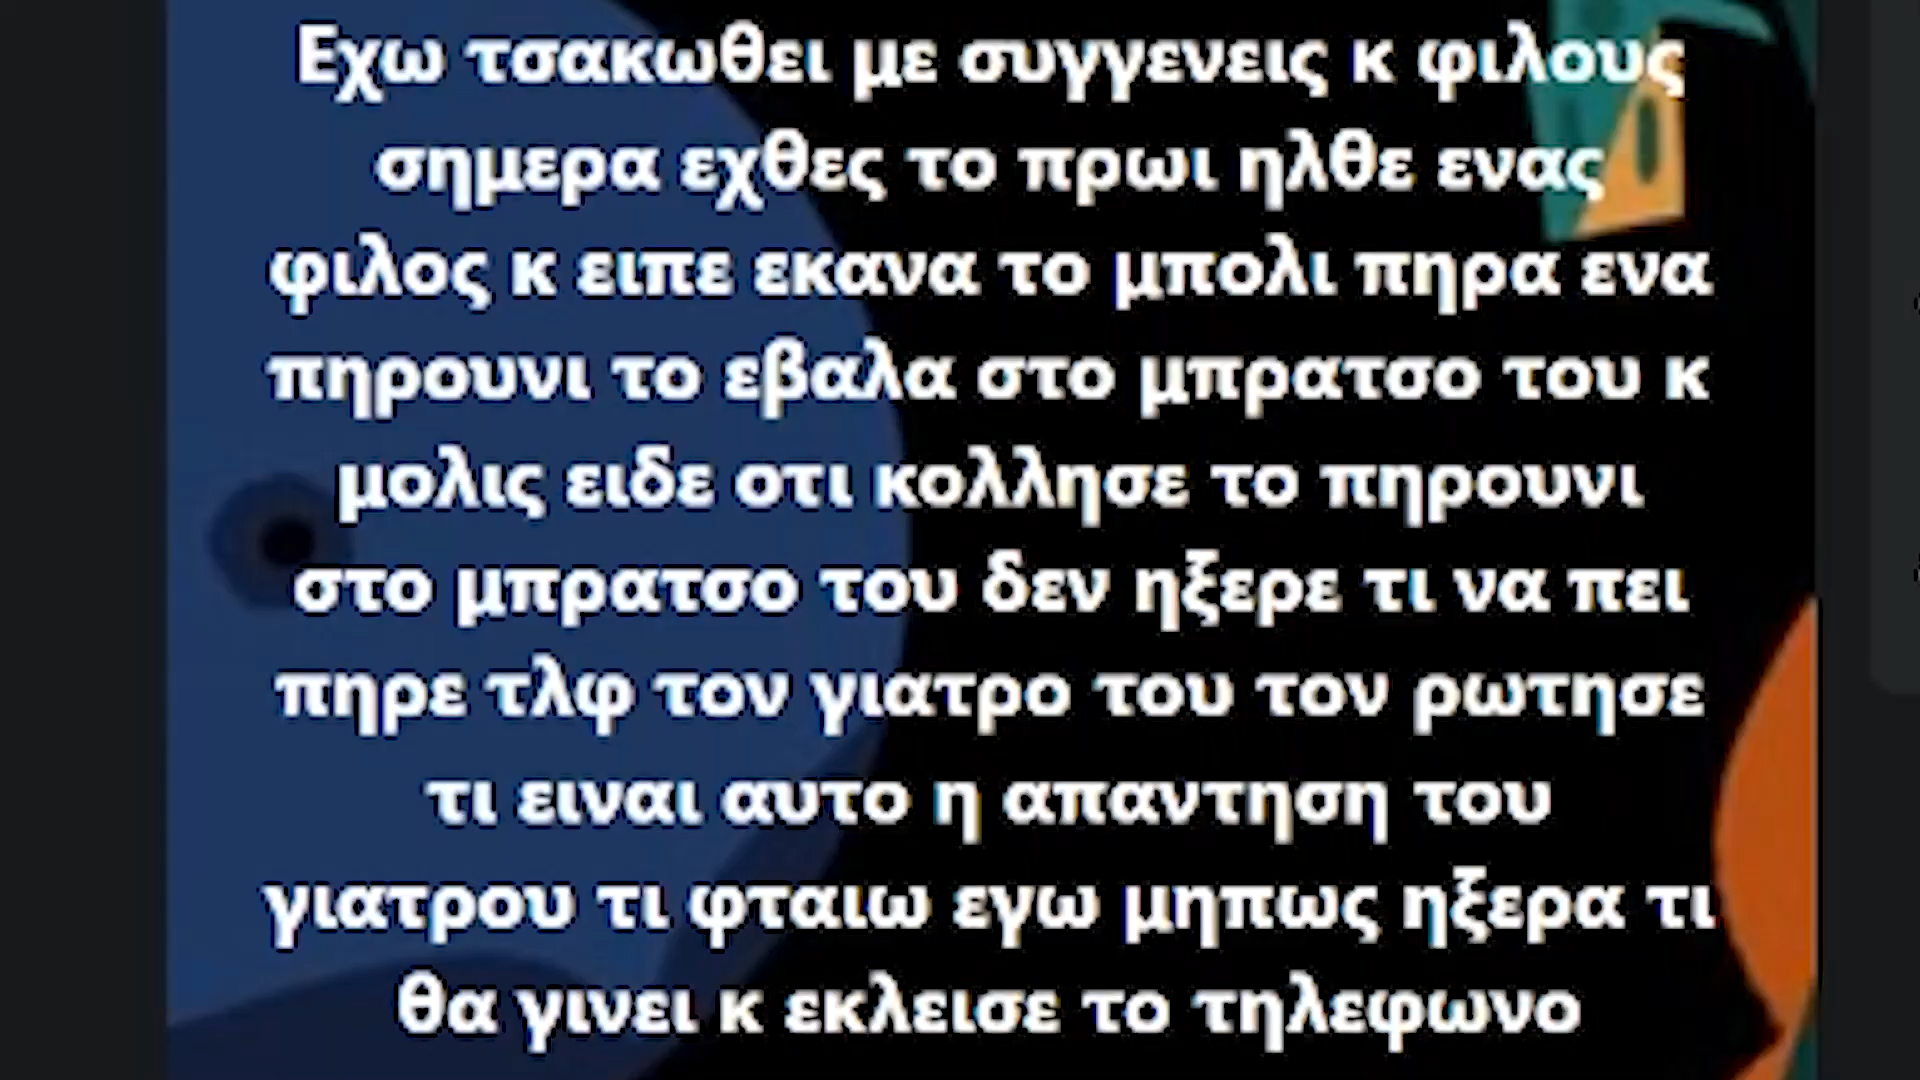 Εχω τσακωθει με συγγενεις κ φιλους
σημερα εχθες το πρωι ηλθε ενας
φιλος κ ειπε εκανα το μπολι πηρα ενα
πηρουνι το εβαλα στο μπρατσο του κ
μολις ειδε οτι κολλησε το πηρουνι
στο μπρατσο του δεν ηξερε τι να πει
πηρε τλφ τον γιατρο του τον ρωτησε
τι ειναι αυτο η απαντηση του
γιατρου τι φταιω εγω μηπως ηξερα τι
θα γινει κ εκλεισε το τηλεφωνο